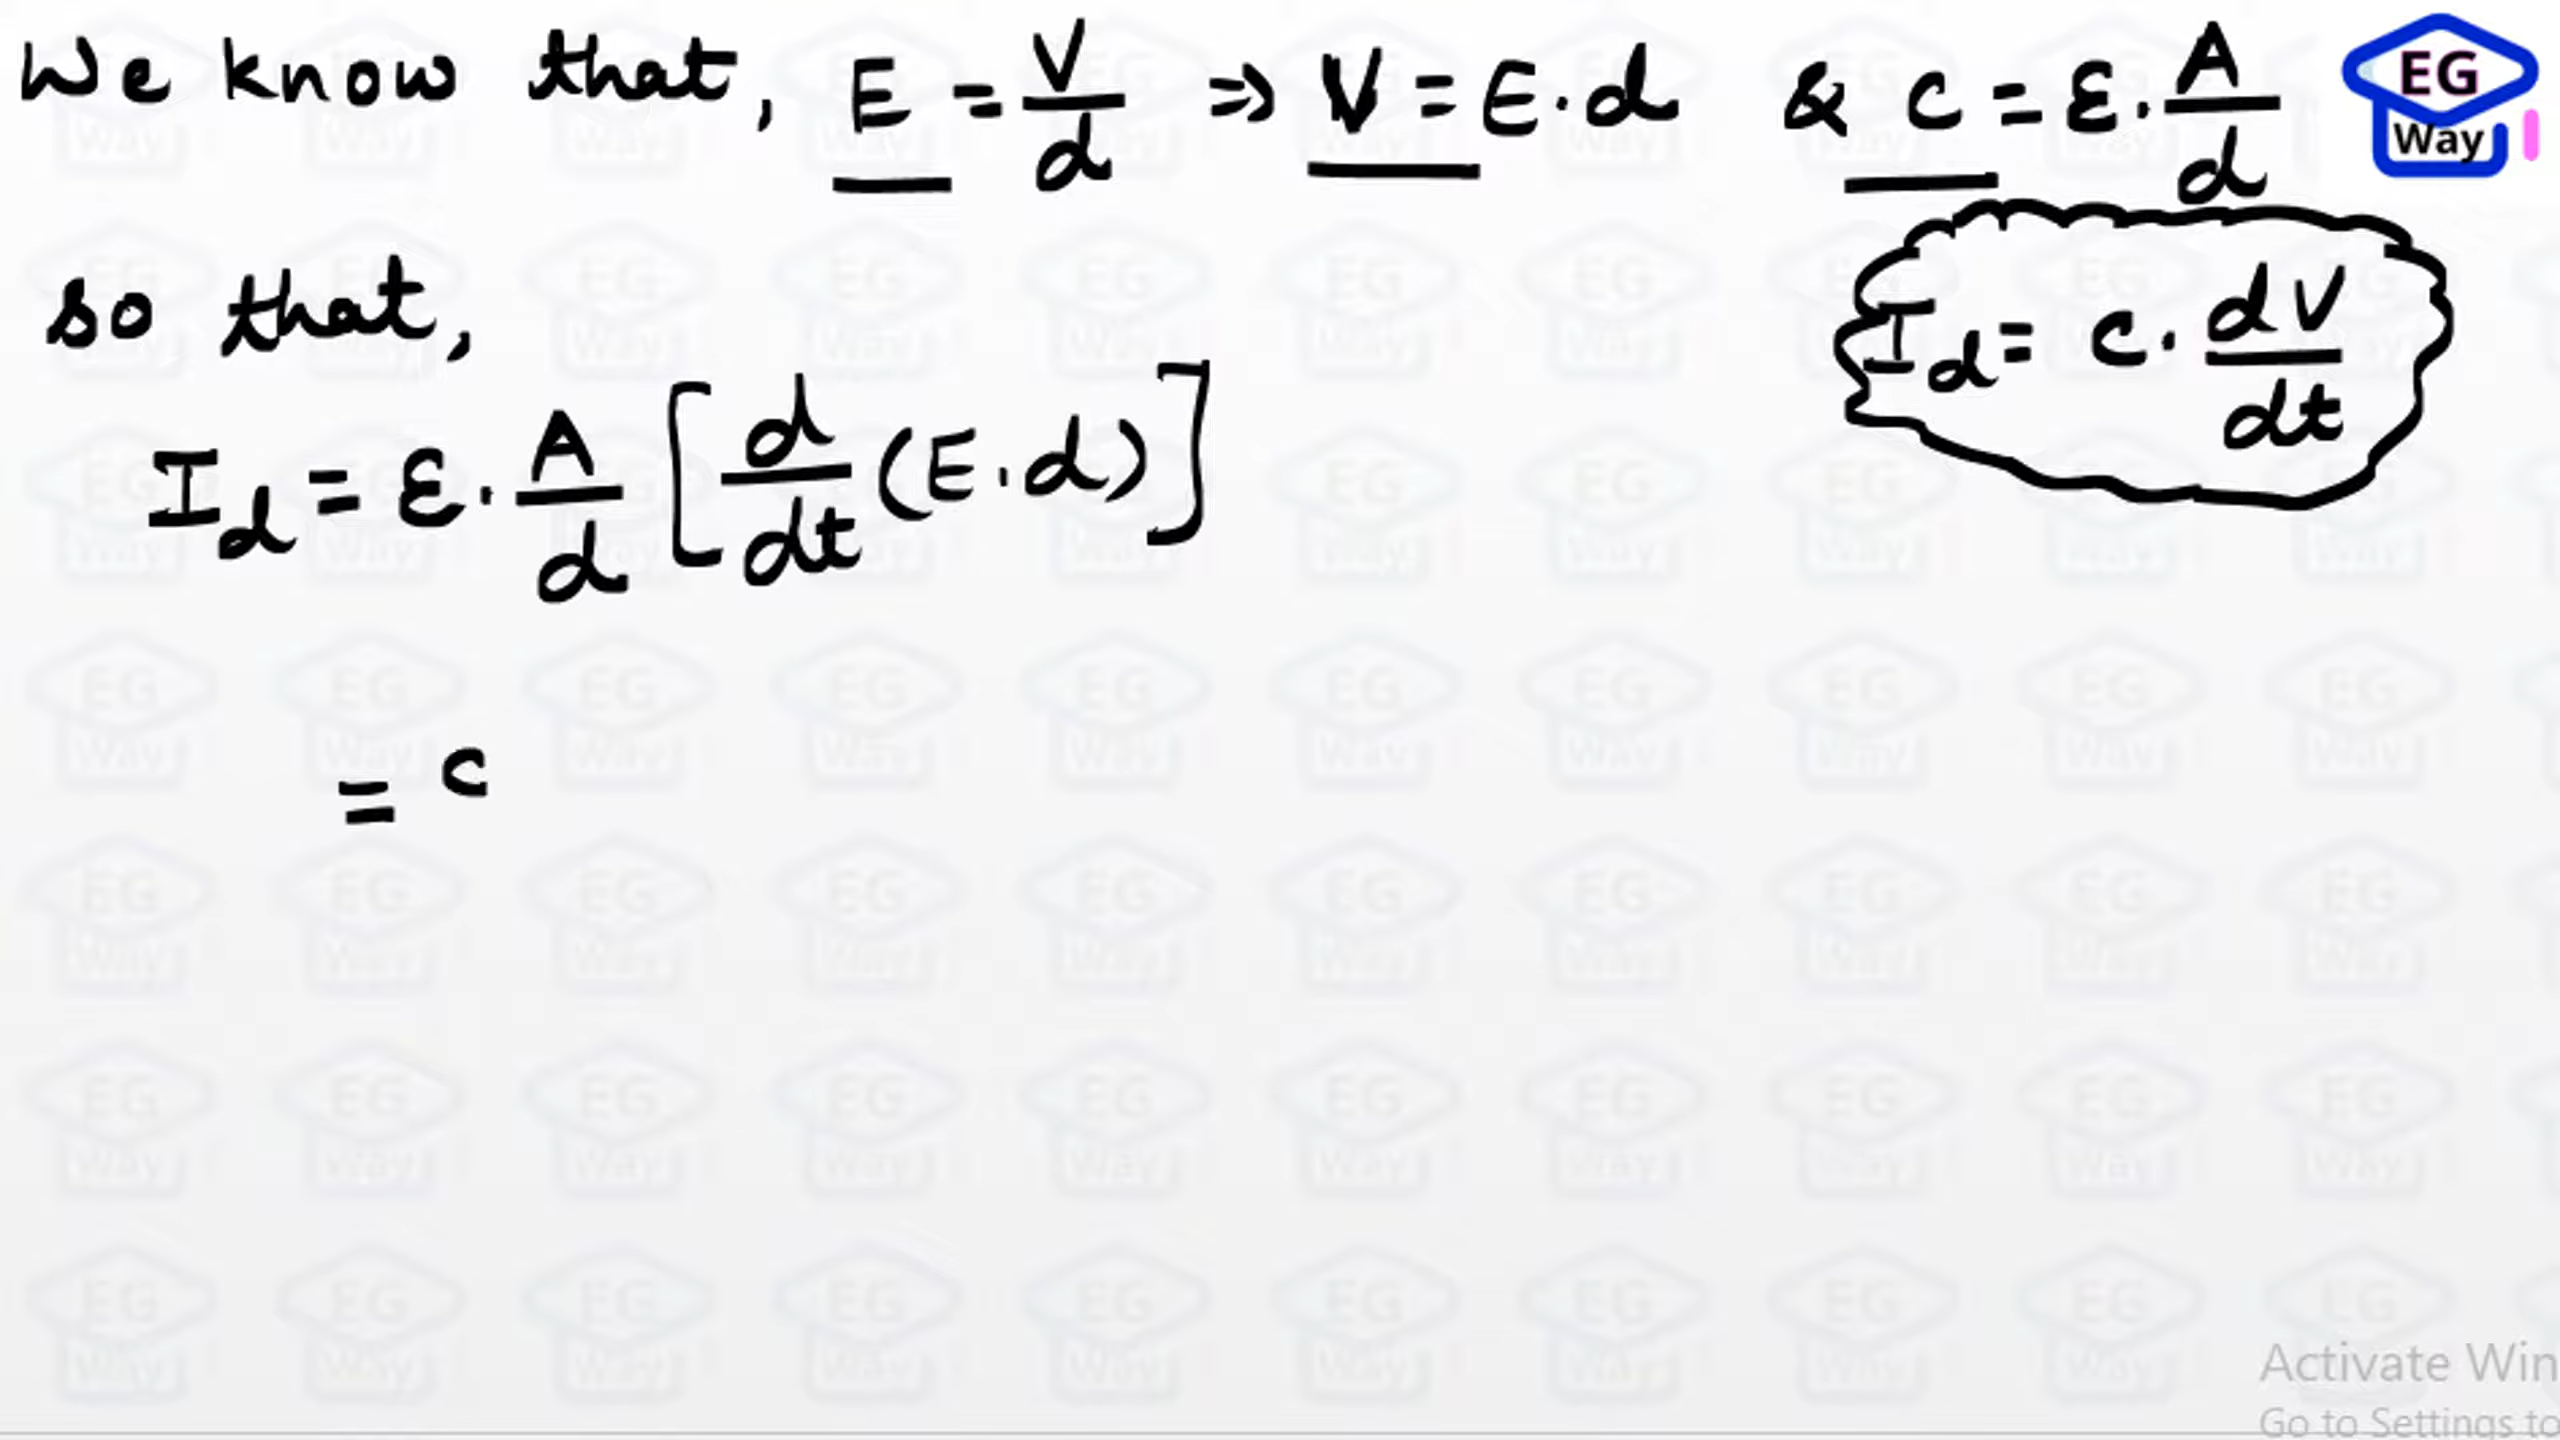 We know that, E = V/d ⇒ V = E·d & C = ε·A/d
EG
Way
so that,
I_d = C·dV/dt
I_d = ε·A/d [d/dt (E·d)]
= c
Activate Win
Go to Settings to